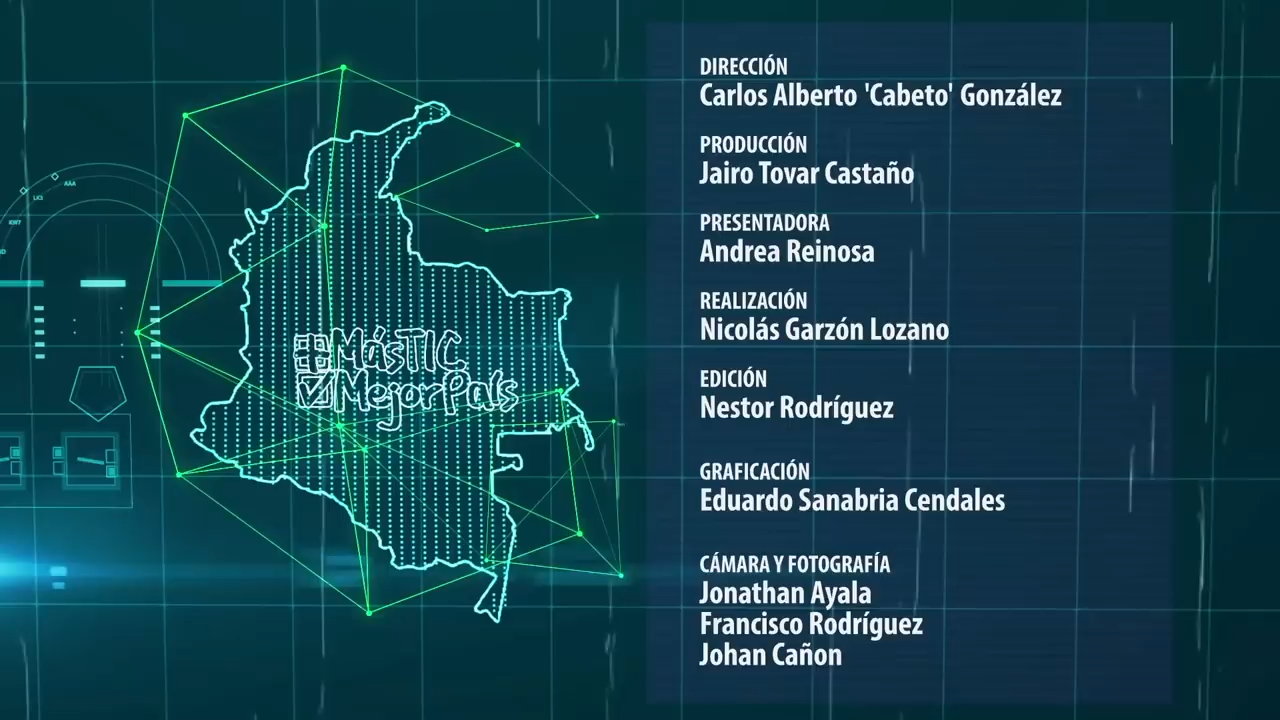 DIRECCIÓN
Carlos Alberto 'Cabeto' González
PRODUCCIÓN
Jairo Tovar Castaño
PRESENTADORA
Andrea Reinosa
REALIZACIÓN
Nicolás Garzón Lozano
EDICIÓN
Nestor Rodríguez
GRAFICACIÓN
Eduardo Sanabria Cendales
CÁMARA Y FOTOGRAFÍA
Jonathan Ayala
Francisco Rodríguez
Johan Cañon
#MásTIC
MejorPaís
AAA